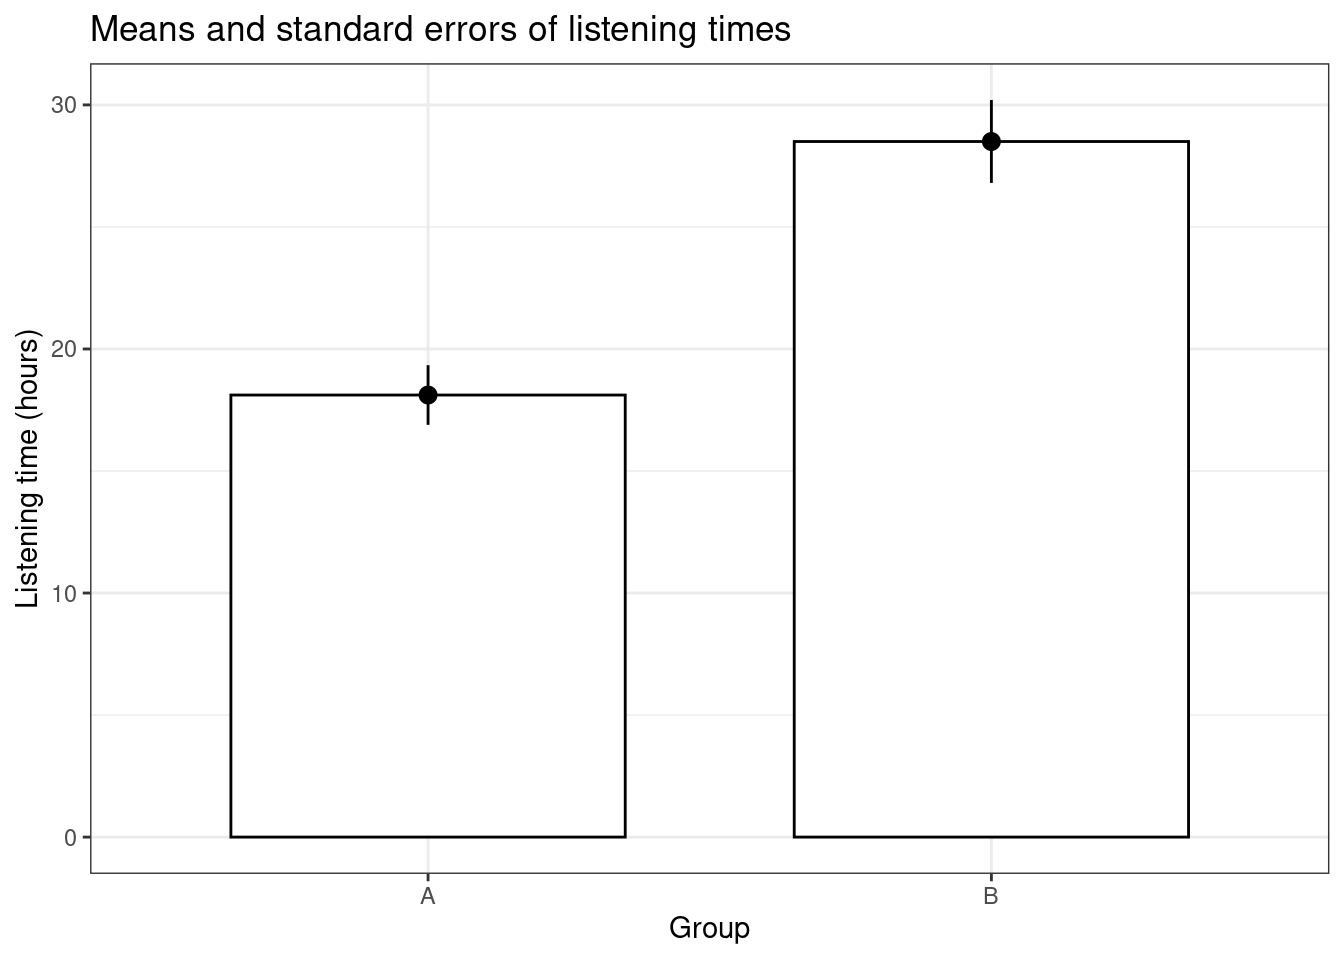 Means and standard errors of listening times
Listening time (hours)
30
20
10
0
A
B
Group